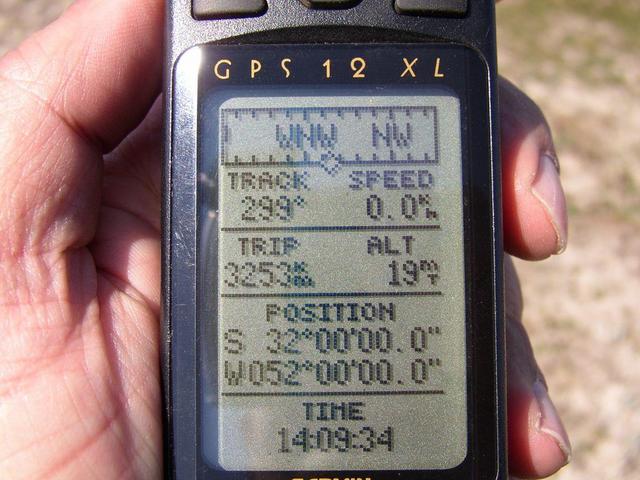 GPS 12 XL
WNW NW
TRACK SPEED
299° 0.0
TRIP ALT
3253 19
POSITION
S 32°00'00.0"
W052°00'00.0"
TIME
14:09:34